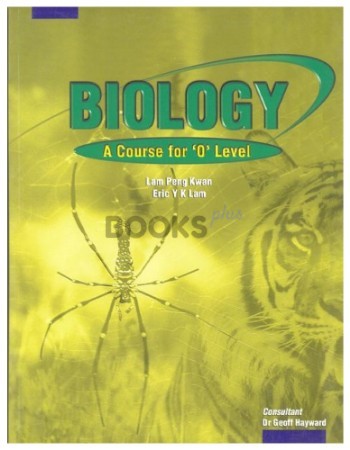 BIOLOGY
A Course for 'O' Level
Lam Peng Kwan
Eric Y K Lam
BOOKS plus
Consultant
Dr Geoff Hayward